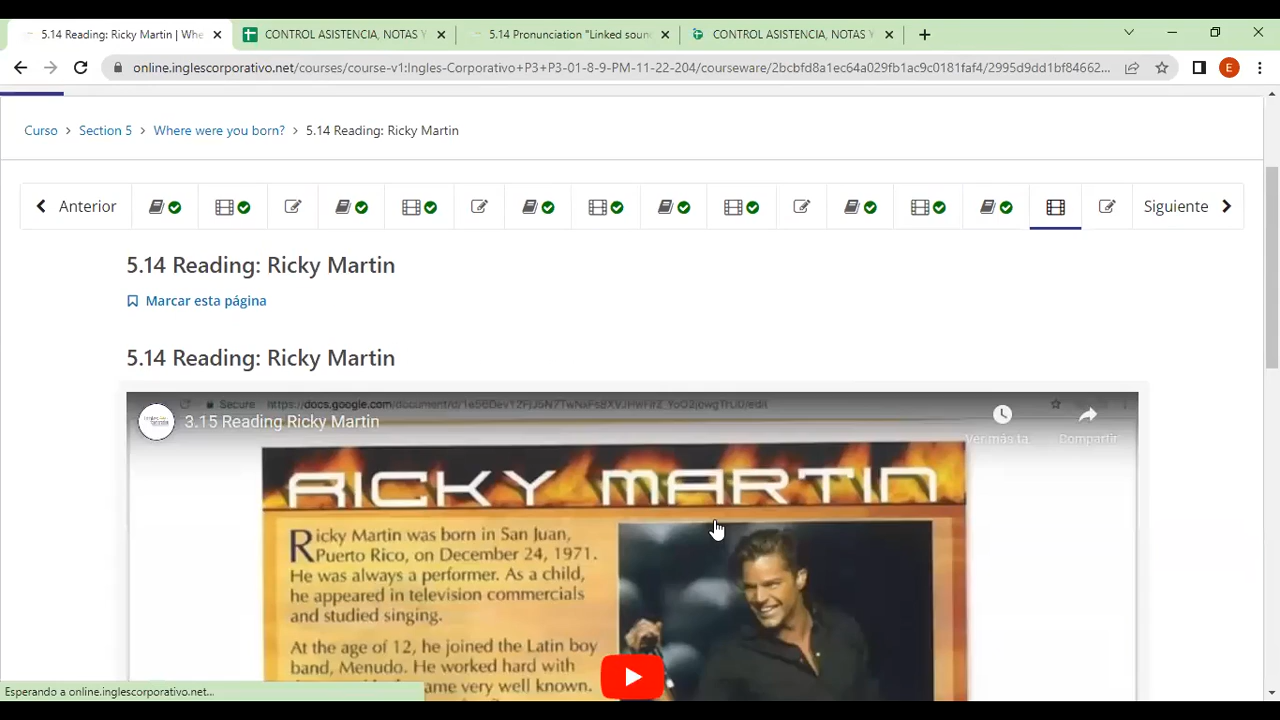 5.14 Reading: Ricky Martin | Whe
CONTROL ASISTENCIA, NOTAS Y
5.14 Pronunciation "Linked soun
CONTROL ASISTENCIA, NOTAS Y
online.inglescorporativo.net/courses/course-v1:Ingles-Corporativo+P3+P3-01-8-9-PM-11-22-204/courseware/2bcbfd8a1ec64a029fb1ac9c0181faf4/2995d9dd1bf84662...
E
Curso > Section 5 > Where were you born? > 5.14 Reading: Ricky Martin
Anterior
Siguiente
5.14 Reading: Ricky Martin
Marcar esta página
5.14 Reading: Ricky Martin
Secure
3.15 Reading Ricky Martin
Ver más ta
Compartir
RICKY MARTIN
Ricky Martin was born in San Juan,
Puerto Rico, on December 24, 1971.
He was always a performer. As a child,
he appeared in television commercials
and studied singing.
At the age of 12, he joined the Latin boy
band, Menudo. He worked hard with
ame very well known.
Esperando a online.inglescorporativo.net...